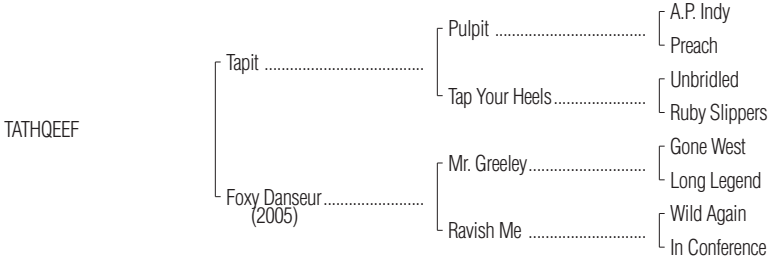 A.P. Indy
Pulpit ......................................
Preach
Tapit ........................................
Unbridled
Tap Your Heels.......................
Ruby Slippers
TATHQEEF
Gone West
Mr. Greeley.............................
Long Legend
Foxy Danseur.........................
(2005)
Wild Again
Ravish Me .............................
In Conference